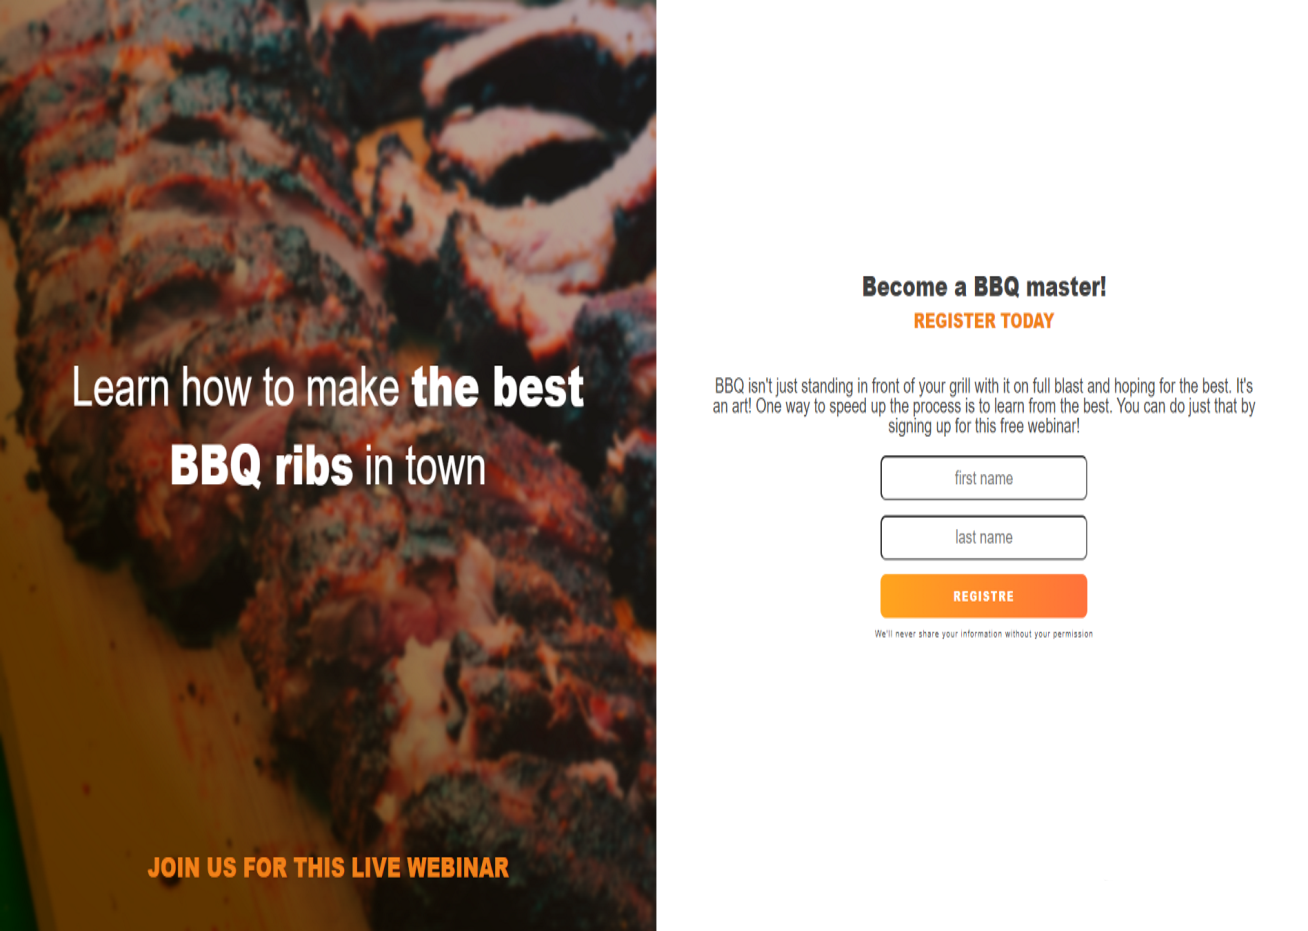 Learn how to make the best
BBQ ribs in town
JOIN US FOR THIS LIVE WEBINAR
Become a BBQ master!
REGISTER TODAY
BBQ isn't just standing in front of your grill with it on full blast and hoping for the best. It's
an art! One way to speed up the process is to learn from the best. You can do just that by
signing up for this free webinar!
first name
last name
REGISTRE
We'll never share your information without your permission